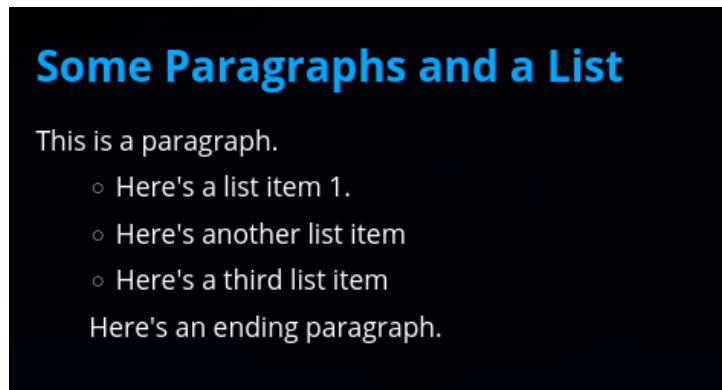 Some Paragraphs and a List
This is a paragraph.
◦ Here's a list item 1.
◦ Here's another list item
◦ Here's a third list item
Here's an ending paragraph.